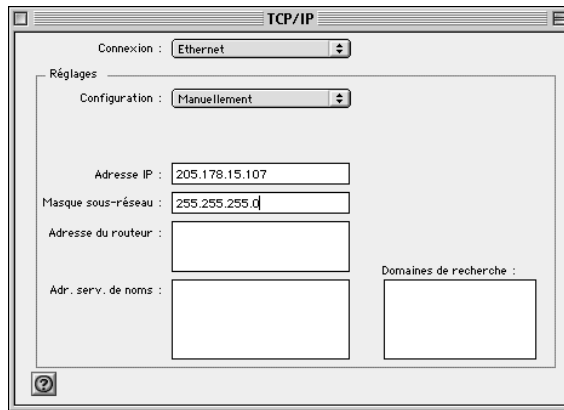 TCP/IP
Connexion : Ethernet
Réglages
Configuration : Manuellement
Adresse IP : 205.178.15.107
Masque sous-réseau : 255.255.255.0
Adresse du routeur :
Domaines de recherche :
Adr. serv. de noms :
?